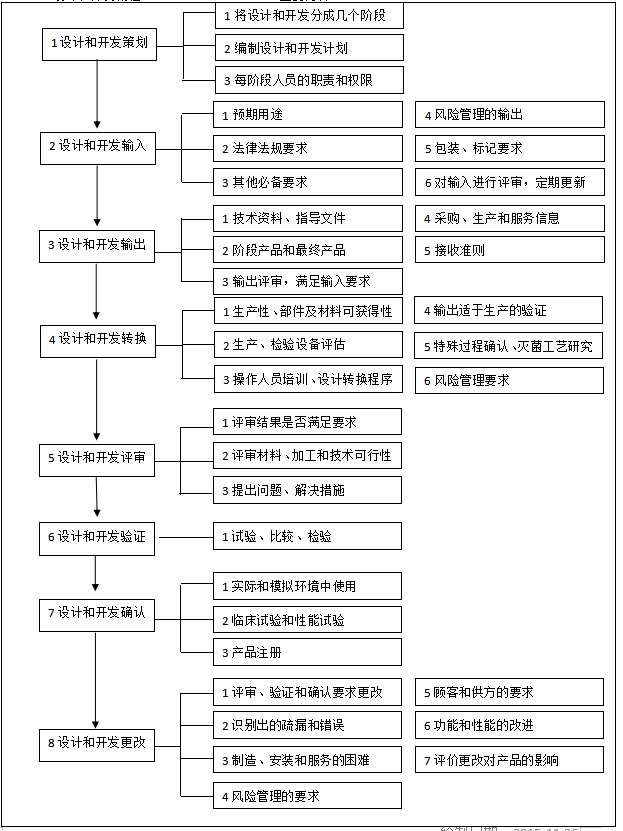 1 设计和开发策划
1 将设计和开发分成几个阶段
2 编制设计和开发计划
3 每阶段人员的职责和权限
2 设计和开发输入
1 预期用途
2 法律法规要求
3 其他必备要求
4 风险管理的输出
5 包装、标记要求
6 对输入进行评审，定期更新
3 设计和开发输出
1 技术资料、指导文件
2 阶段产品和最终产品
3 输出评审，满足输入要求
4 采购、生产和服务信息
5 接收准则
4 设计和开发转换
1 生产性、部件及材料可获得性
2 生产、检验设备评估
3 操作人员培训、设计转换程序
4 输出适于生产的验证
5 特殊过程确认、灭菌工艺研究
6 风险管理要求
5 设计和开发评审
1 评审结果是否满足要求
2 评审材料、加工和技术可行性
3 提出问题、解决措施
6 设计和开发验证
1 试验、比较、检验
7 设计和开发确认
1 实际和模拟环境中使用
2 临床试验和性能试验
3 产品注册
8 设计和开发更改
1 评审、验证和确认要求更改
2 识别出的疏漏和错误
3 制造、安装和服务的困难
4 风险管理的要求
5 顾客和供方的要求
6 功能和性能的改进
7 评价更改对产品的影响